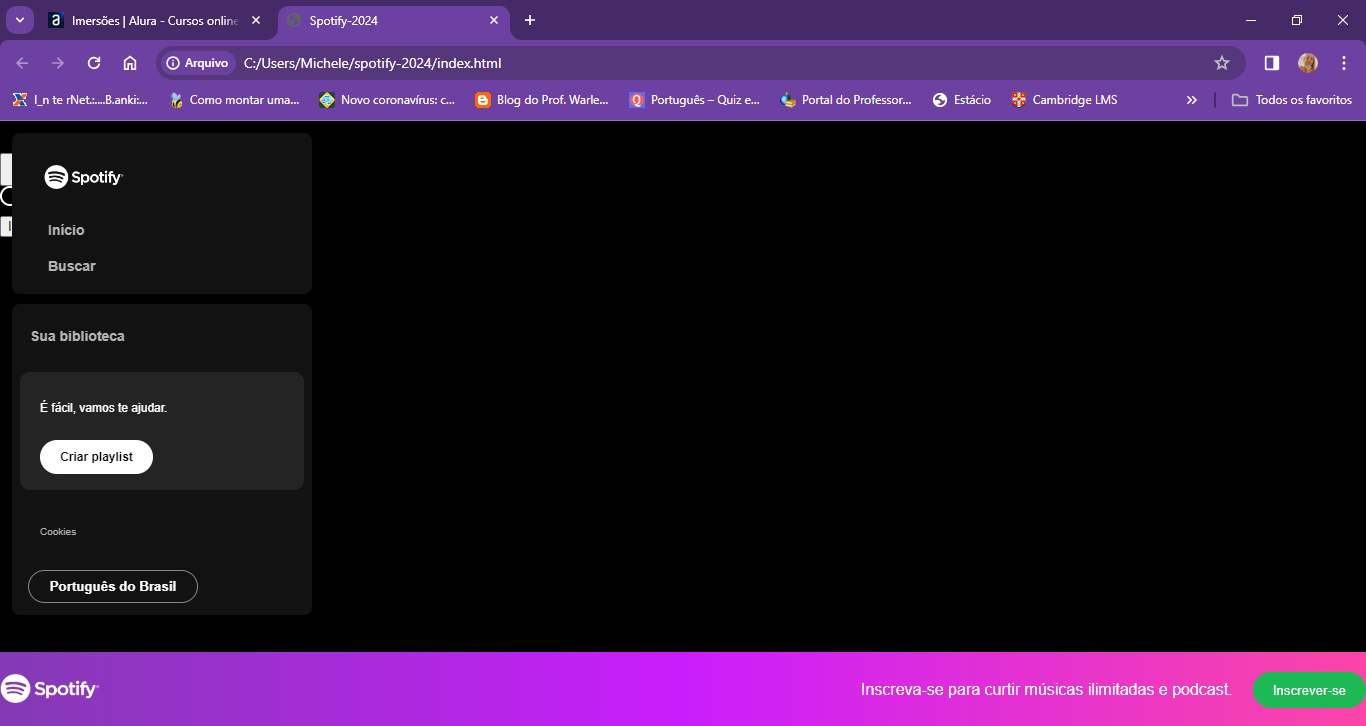 Imersões | Alura - Cursos online
Spotify-2024
Arquivo
C:/Users/Michele/spotify-2024/index.html
I_n te rNet.:....B.anki:...
Como montar uma...
Novo coronavírus: c...
Blog do Prof. Warle...
Português – Quiz e...
Portal do Professor...
Estácio
Cambridge LMS
Todos os favoritos
Spotify
Início
Buscar
Sua biblioteca
É fácil, vamos te ajudar.
Criar playlist
Cookies
Português do Brasil
Spotify
Inscreva-se para curtir músicas ilimitadas e podcast.
Inscrever-se